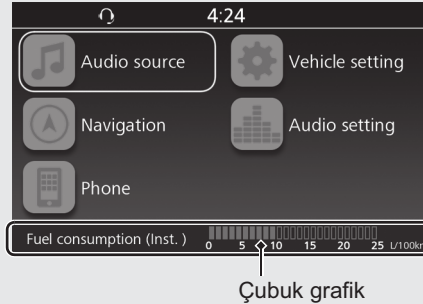 4:24
Audio source
Vehicle setting
Navigation
Audio setting
Phone
Fuel consumption (Inst. )
0 5 10 15 20 25 L/100km
Çubuk grafik